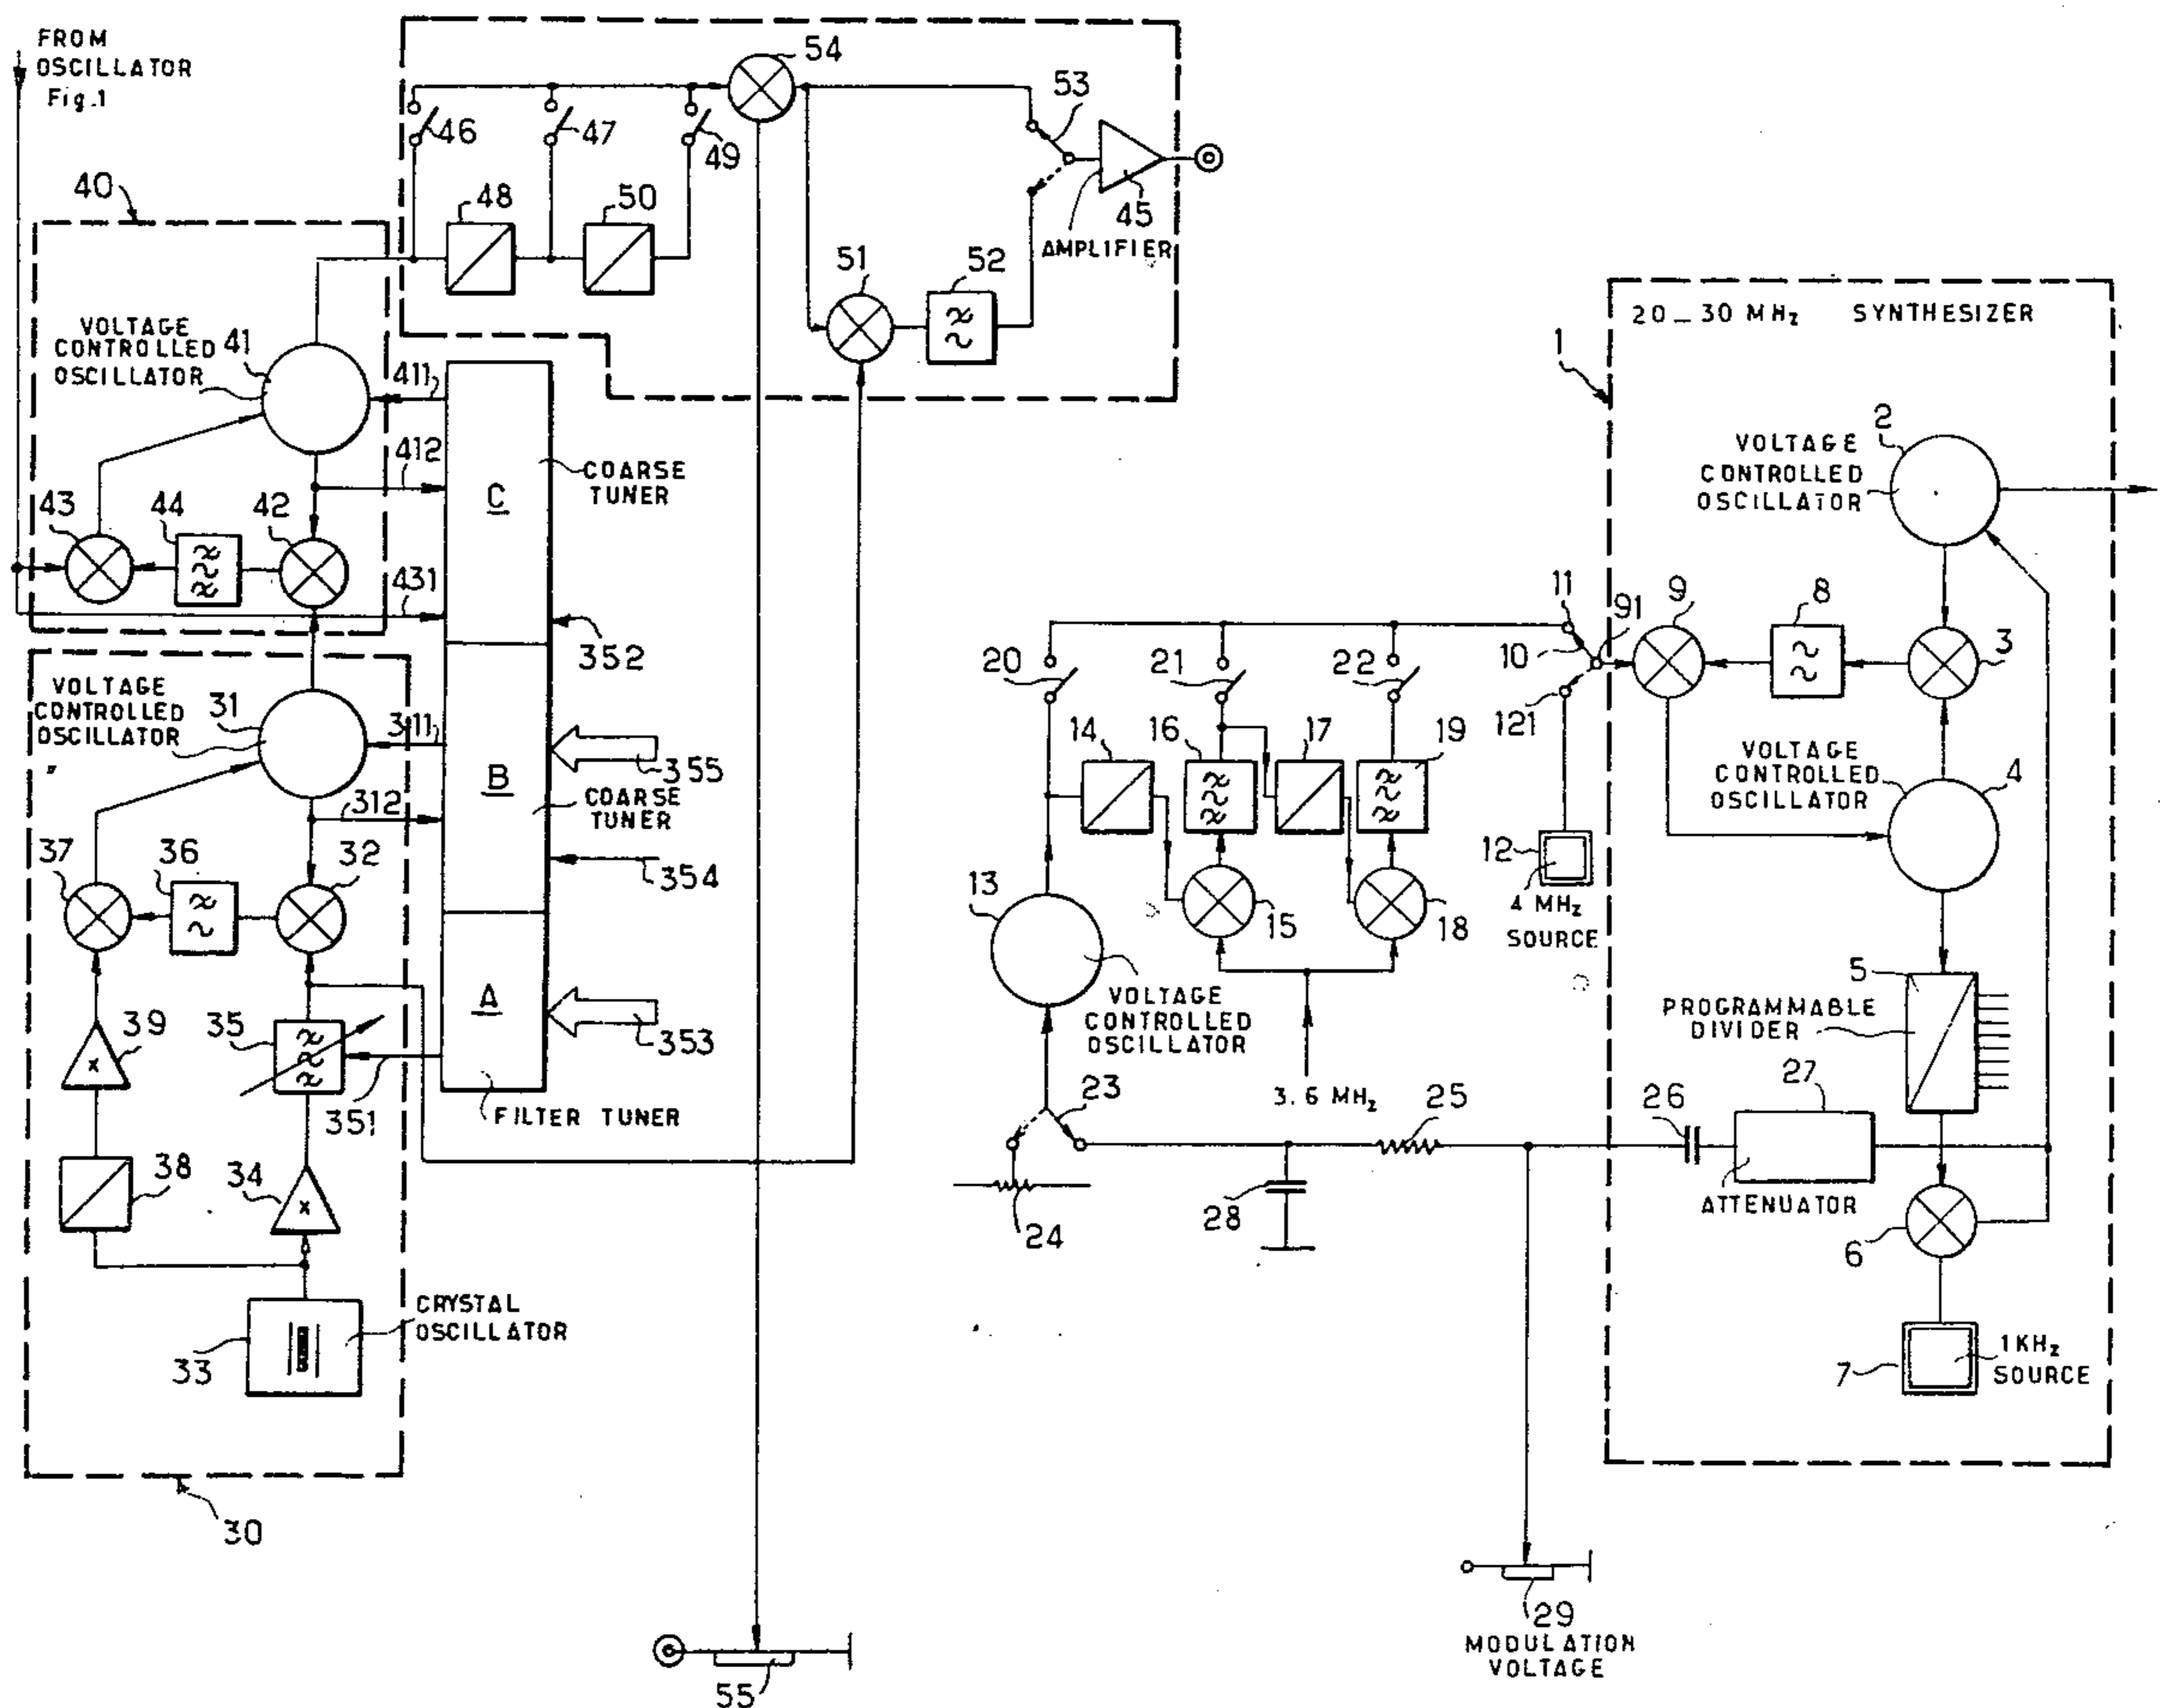 FROM
OSCILLATOR
Fig.1
54
53
46
47
49
40
48
50
45
AMPLIFIER
51
52
VOLTAGE
CONTROLLED
OSCILLATOR
41
411
412
C
COARSE
TUNER
43
44
42
431
352
VOLTAGE
CONTROLLED
OSCILLATOR
31
311
B
355
COARSE
TUNER
312
37
36
32
354
A
353
39
35
351
FILTER TUNER
x
38
34
x
CRYSTAL
OSCILLATOR
33
30
55
20_30 MHz SYNTHESIZER
1
2
VOLTAGE
CONTROLLED
OSCILLATOR
11
91
9
8
3
10
20
21
22
121
14
16
17
19
VOLTAGE
CONTROLLED
OSCILLATOR
4
12
4 MHz
SOURCE
13
15
18
VOLTAGE
CONTROLLED
OSCILLATOR
5
PROGRAMMABLE
DIVIDER
3.6 MHz
23
25
26
27
ATTENUATOR
24
28
6
7
1 KHz
SOURCE
29
MODULATION
VOLTAGE